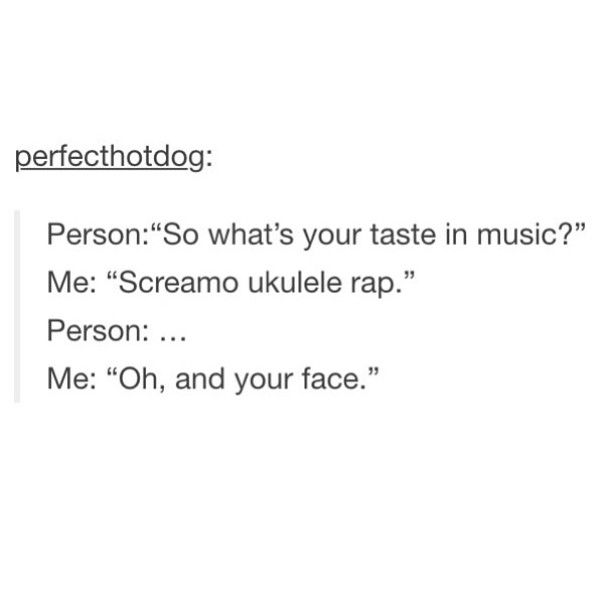 perfecthotdog:
Person:“So what’s your taste in music?”
Me: “Screamo ukulele rap.”
Person: ...
Me: “Oh, and your face.”